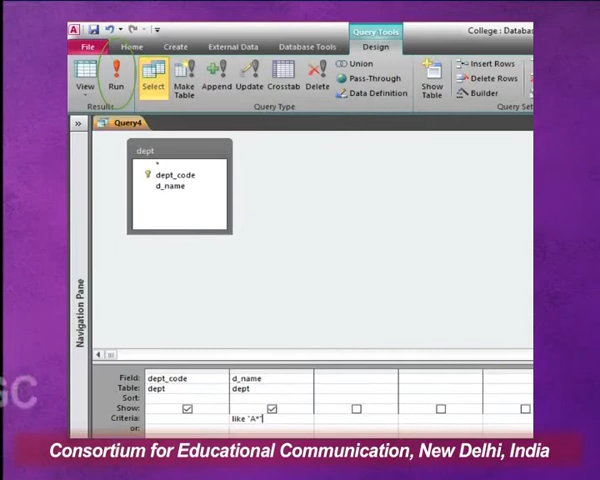 A
Query Tools
College : Databas
File Home Create External Data Database Tools Design
View Run Select Make Table Append Update Crosstab Delete
Union
Pass-Through
Data Definition
Show Table
Insert Rows
Delete Rows
Builder
Results
Query Type
Query Set
» Query4
dept
*
dept_code
d_name
Navigation Pane
Field: dept_code d_name
Table: dept dept
Sort:
Show:
Criteria: like "A*"
or:
GC
Consortium for Educational Communication, New Delhi, India